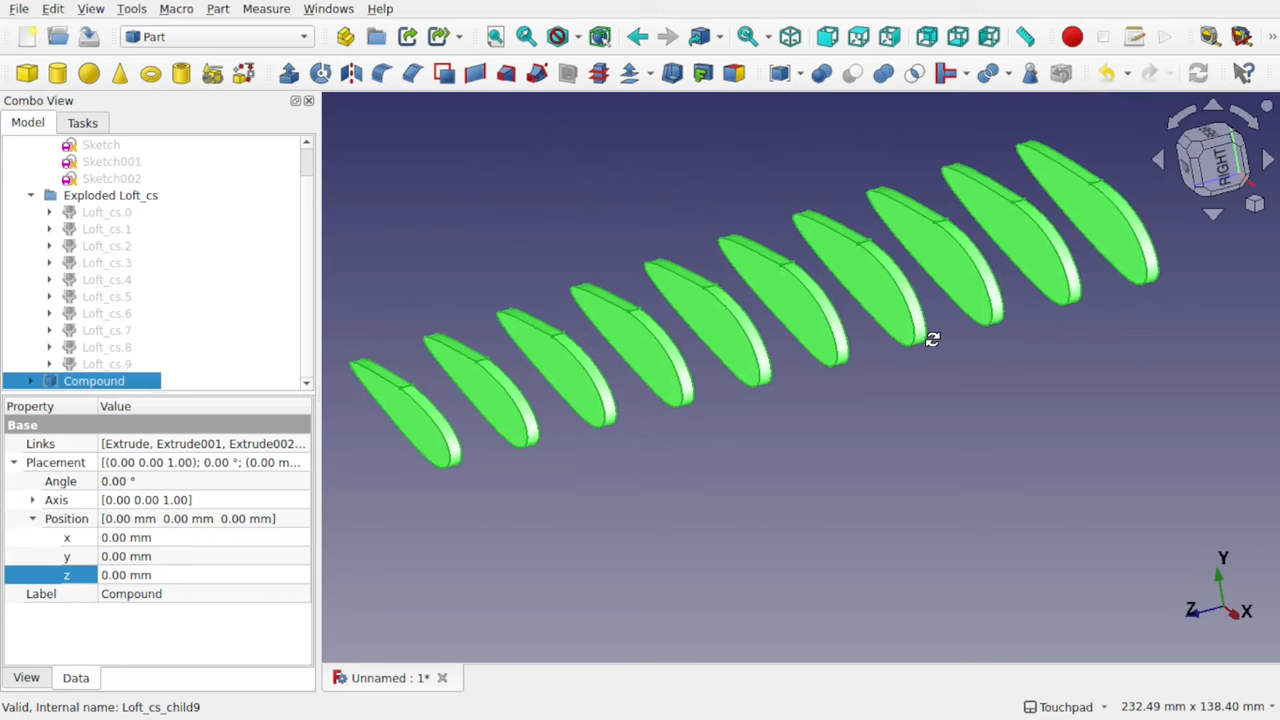 File Edit View Tools Macro Part Measure Windows Help
Part
Combo View
Model Tasks
Sketch
Sketch001
Sketch002
Exploded Loft_cs
Loft_cs.0
Loft_cs.1
Loft_cs.2
Loft_cs.3
Loft_cs.4
Loft_cs.5
Loft_cs.6
Loft_cs.7
Loft_cs.8
Loft_cs.9
Compound
Property Value
Base
Links [Extrude, Extrude001, Extrude002...
Placement [(0.00 0.00 1.00); 0.00 °; (0.00 m...
Angle 0.00 °
Axis [0.00 0.00 1.00]
Position [0.00 mm 0.00 mm 0.00 mm]
x 0.00 mm
y 0.00 mm
z 0.00 mm
Label Compound
View Data
RIGHT
Y
Z X
Unnamed : 1*
Valid, Internal name: Loft_cs_child9
Touchpad 232.49 mm x 138.40 mm